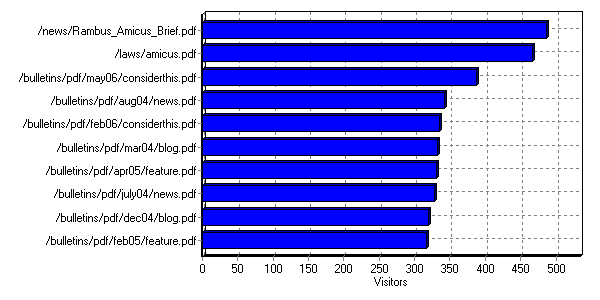 /news/Rambus_Amicus_Brief.pdf
/laws/amicus.pdf
/bulletins/pdf/may06/considerthis.pdf
/bulletins/pdf/aug04/news.pdf
/bulletins/pdf/feb06/considerthis.pdf
/bulletins/pdf/mar04/blog.pdf
/bulletins/pdf/apr05/feature.pdf
/bulletins/pdf/july04/news.pdf
/bulletins/pdf/dec04/blog.pdf
/bulletins/pdf/feb05/feature.pdf
0 50 100 150 200 250 300 350 400 450 500
Visitors